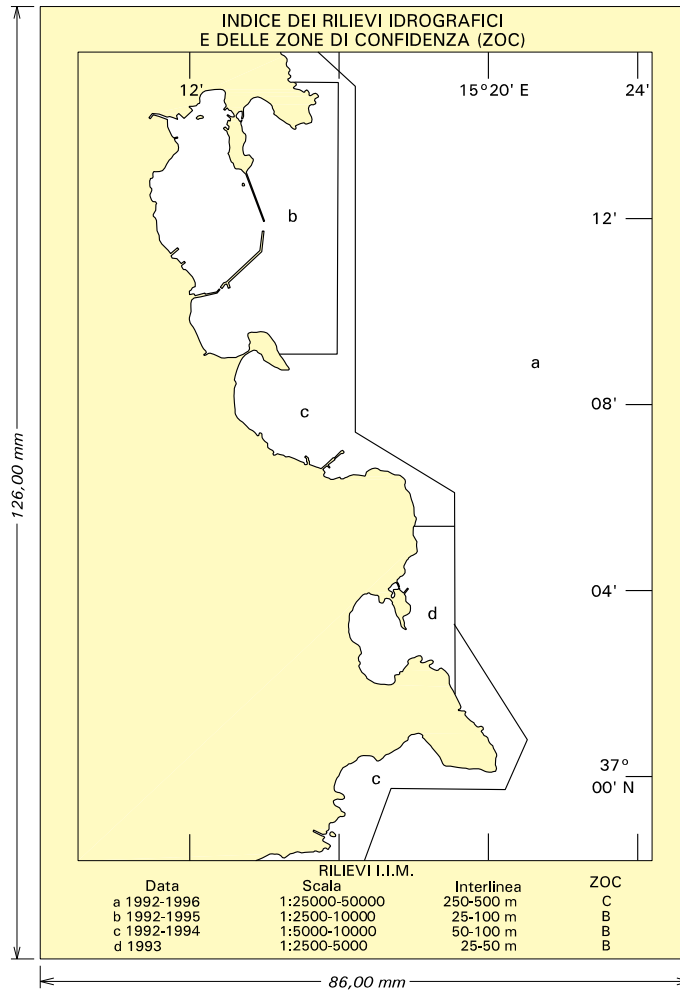 INDICE DEI RILIEVI IDROGRAFICI
E DELLE ZONE DI CONFIDENZA (ZOC)
12' 15°20' E 24'
b
12'
a
08'
c
126,00 mm
04'
d
37°
00' N
c
RILIEVI I.I.M.
Data Scala Interlinea ZOC
a 1992-1996 1:25000-50000 250-500 m C
b 1992-1995 1:2500-10000 25-100 m B
c 1992-1994 1:5000-10000 50-100 m B
d 1993 1:2500-5000 25-50 m B
86,00 mm